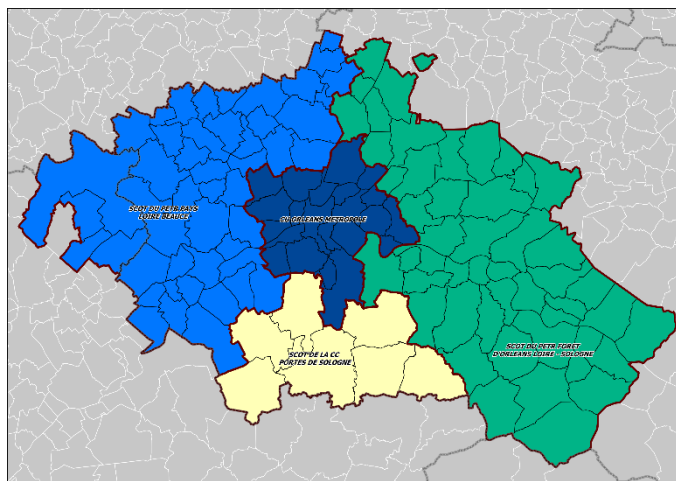 SCOT DU PETR PAYS
LOIRE BEAUCE
CU ORLEANS METROPOLE
SCOT DE LA CC
PORTES DE SOLOGNE
SCOT DU PETR FORET
D'ORLEANS LOIRE - SOLOGNE